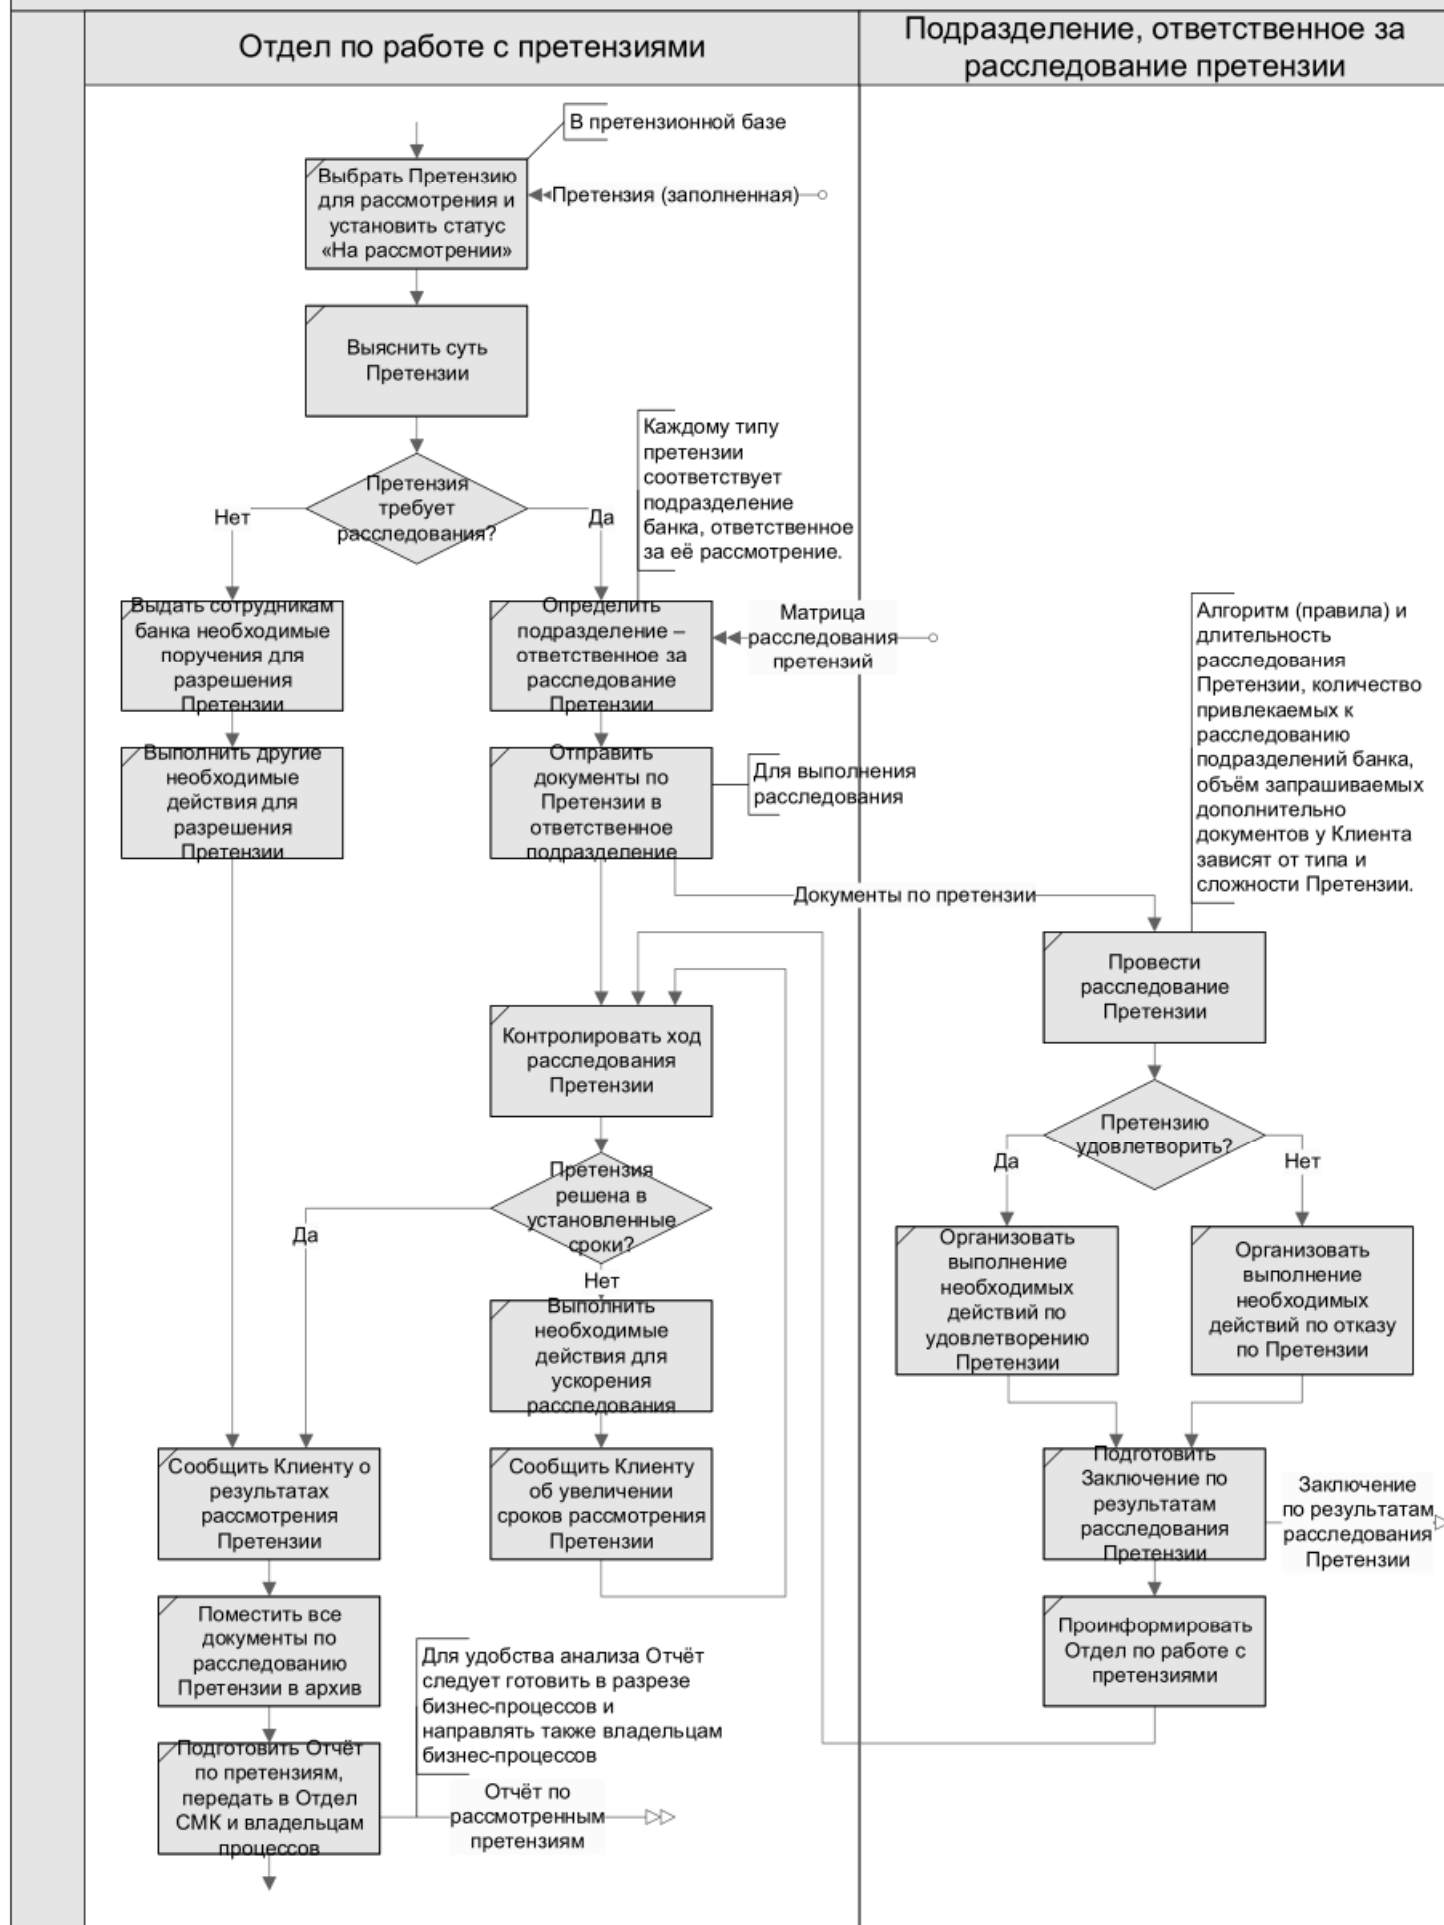 Отдел по работе с претензиями
Подразделение, ответственное за
расследование претензии
В претензионной базе
Выбрать Претензию
для рассмотрения и
установить статус
«На рассмотрении»
Претензия (заполненная)
Выяснить суть
Претензии
Претензия
требует
расследования?
Нет
Да
Каждому типу
претензии
соответствует
подразделение
банка, ответственное
за её рассмотрение.
Выдать сотрудникам
банка необходимые
поручения для
разрешения
Претензии
Определить
подразделение –
ответственное за
расследование
Претензии
Матрица
расследования
претензий
Алгоритм (правила) и
длительность
расследования
Претензии, количество
привлекаемых к
расследованию
подразделений банка,
объём запрашиваемых
дополнительно
документов у Клиента
зависят от типа и
сложности Претензии.
Выполнить другие
необходимые
действия для
разрешения
Претензии
Отправить
документы по
Претензии в
ответственное
подразделение
Для выполнения
расследования
Документы по претензии
Провести
расследование
Претензии
Контролировать ход
расследования
Претензии
Претензию
удовлетворить?
Да
Нет
Претензия
решена в
установленные
сроки?
Да
Нет
Организовать
выполнение
необходимых
действий по
удовлетворению
Претензии
Организовать
выполнение
необходимых
действий по отказу
по Претензии
Выполнить
необходимые
действия для
ускорения
расследования
Сообщить Клиенту о
результатах
рассмотрения
Претензии
Сообщить Клиенту
об увеличении
сроков рассмотрения
Претензии
Подготовить
Заключение по
результатам
расследования
Претензии
Заключение
по результатам
расследования
Претензии
Поместить все
документы по
расследованию
Претензии в архив
Проинформировать
Отдел по работе с
претензиями
Для удобства анализа Отчёт
следует готовить в разрезе
бизнес-процессов и
направлять также владельцам
бизнес-процессов
Подготовить Отчёт
по претензиям,
передать в Отдел
СМК и владельцам
процессов
Отчёт по
рассмотренным
претензиям